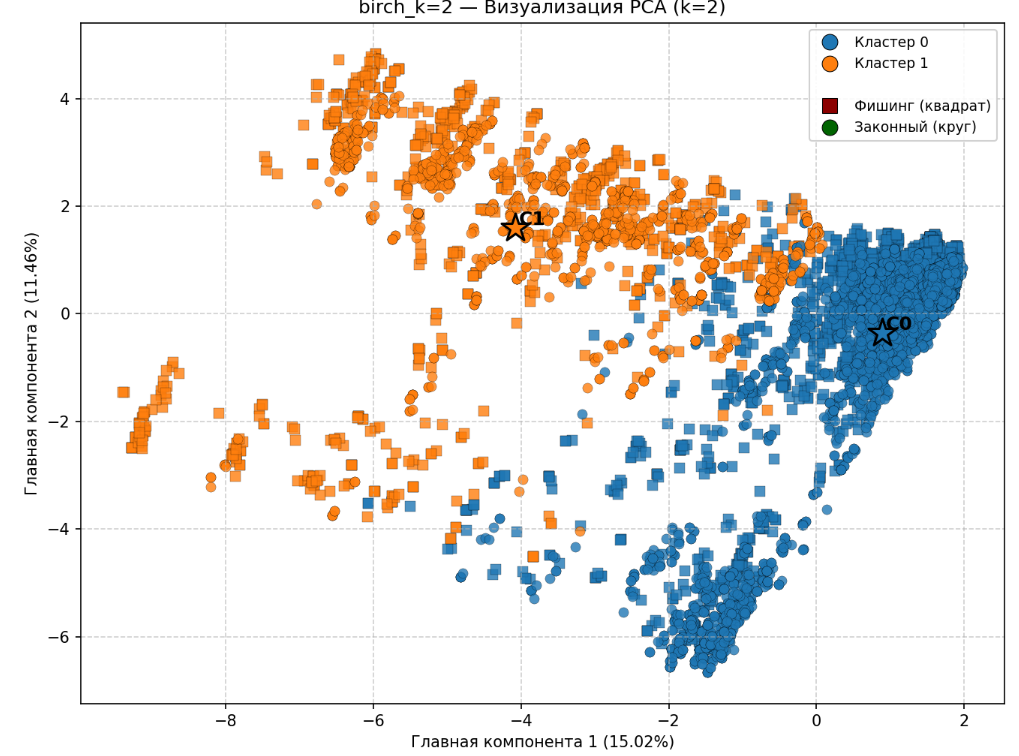 birch_k=2 — Визуализация PCA (k=2)
Кластер 0
Кластер 1
Фишинг (квадрат)
Законный (круг)
4
2
0
−2
−4
−6
C1
C0
Главная компонента 2 (11.46%)
−8
−6
−4
−2
0
2
Главная компонента 1 (15.02%)